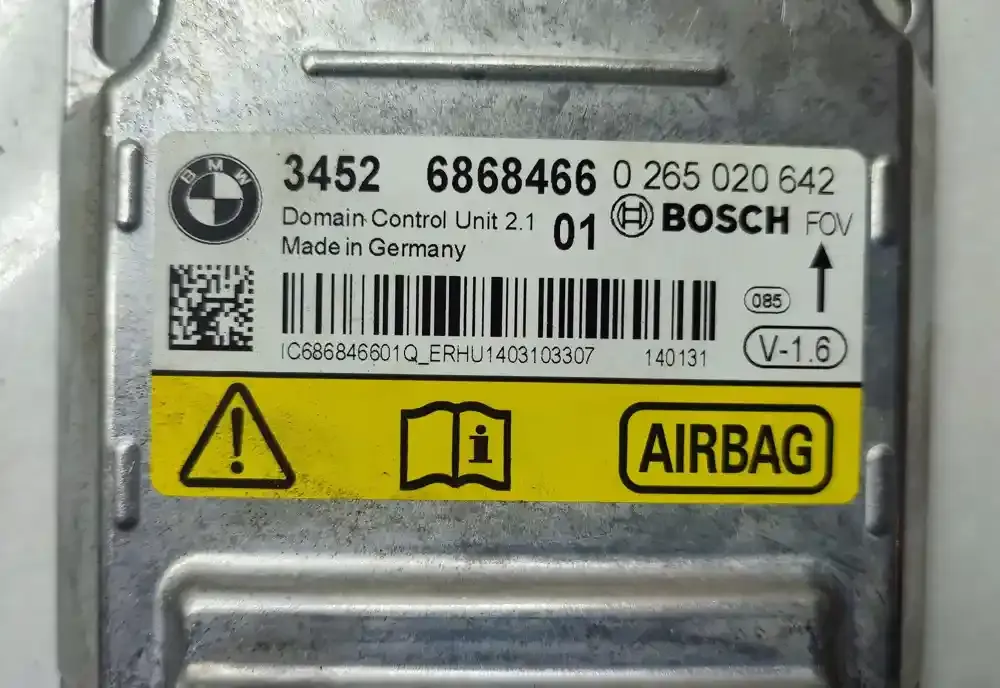 BMW
3452 6868466 0 265 020 642
Domain Control Unit 2.1 01 BOSCH FOV
Made in Germany
085
IC686846601Q_ERHU1403103307 140131 V-1.6
AIRBAG